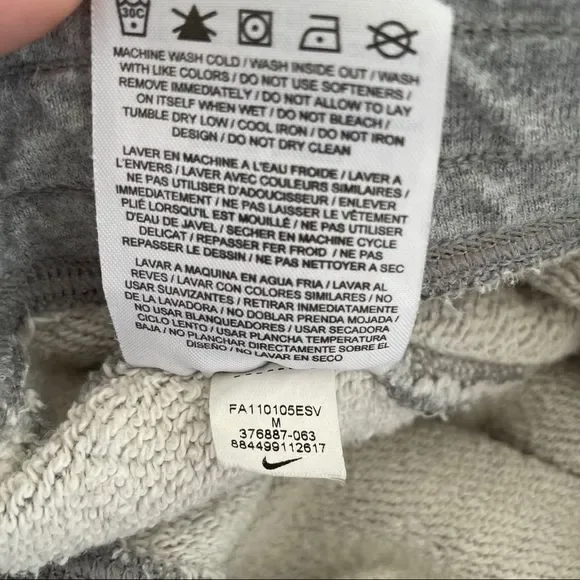 30C
MACHINE WASH COLD / WASH INSIDE OUT / WASH
WITH LIKE COLORS / DO NOT USE SOFTENERS /
REMOVE IMMEDIATELY / DO NOT ALLOW TO LAY
ON ITSELF WHEN WET / DO NOT BLEACH /
TUMBLE DRY LOW / COOL IRON / DO NOT IRON
DESIGN / DO NOT DRY CLEAN
LAVER EN MACHINE A L'EAU FROIDE / LAVER A
L'ENVERS / LAVER AVEC COULEURS SIMILAIRES /
NE PAS UTILISER D'ADOUCISSEUR / ENLEVER
IMMEDIATEMENT / NE PAS LAISSER LE VÊTEMENT
PLIÉ LORSQU'IL EST MOUILLÉ / NE PAS UTILISER
D'EAU DE JAVEL / SECHER EN MACHINE CYCLE
DELICAT / REPASSER FER FROID / NE PAS
REPASSER LE DESSIN / NE PAS NETTOYER A SEC
LAVAR A MAQUINA EN AGUA FRIA / LAVAR AL
REVES / LAVAR CON COLORES SIMILARES / NO
USAR SUAVIZANTES / RETIRAR INMEDIATAMENTE
DE LA LAVADORA / NO DOBLAR PRENDA MOJADA /
NO USAR BLANQUEADORES / USAR SECADORA
CICLO LENTO / USAR PLANCHA TEMPERATURA
BAJA / NO PLANCHAR DIRECTAMENTE SOBRE EL
DISEÑO / NO LAVAR EN SECO
FA110105ESV
M
376887-063
884499112617